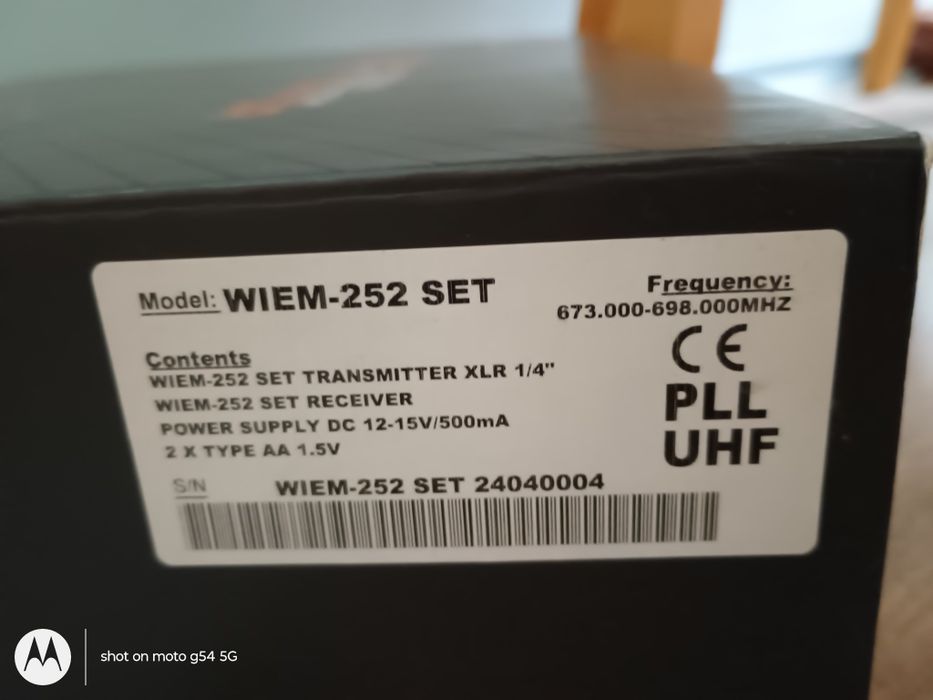 Model: WIEM-252 SET
Frequency:
673.000-698.000MHZ
Contents
WIEM-252 SET TRANSMITTER XLR 1/4"
WIEM-252 SET RECEIVER
POWER SUPPLY DC 12-15V/500mA
2 X TYPE AA 1.5V
CE
PLL
UHF
S/N WIEM-252 SET 24040004
shot on moto g54 5G